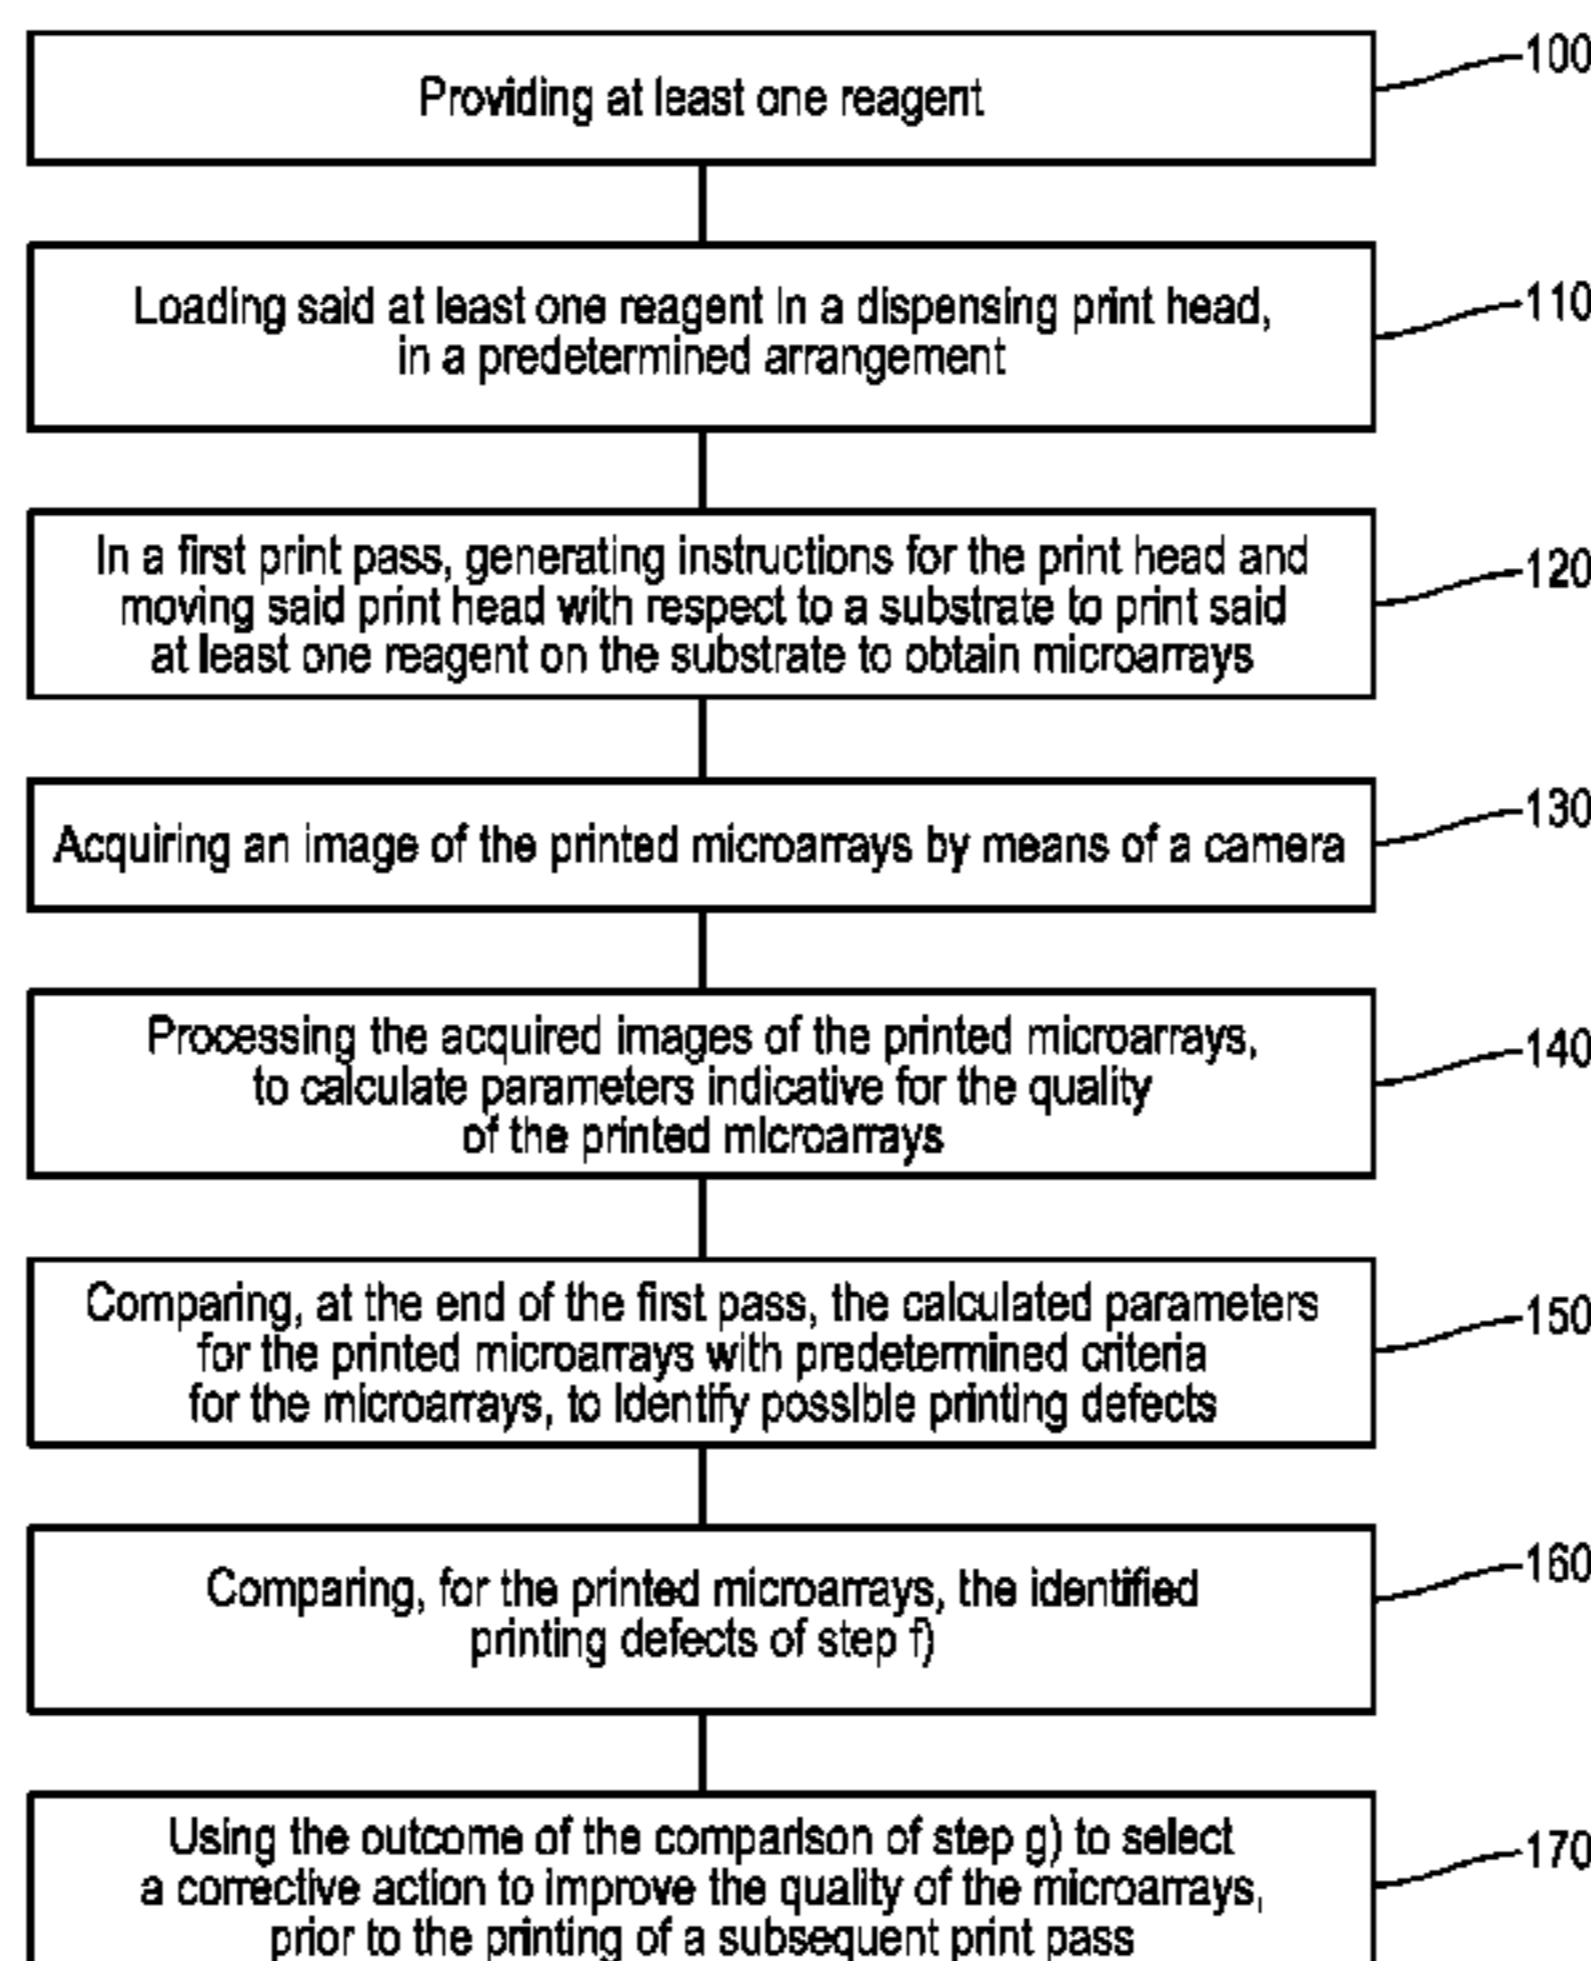 Providing at least one reagent
100
Loading said at least one reagent in a dispensing print head,
in a predetermined arrangement
110
In a first print pass, generating instructions for the print head and
moving said print head with respect to a substrate to print said
at least one reagent on the substrate to obtain microarrays
120
Acquiring an image of the printed microarrays by means of a camera
130
Processing the acquired images of the printed microarrays,
to calculate parameters indicative for the quality
of the printed microarrays
140
Comparing, at the end of the first pass, the calculated parameters
for the printed microarrays with predetermined criteria
for the microarrays, to identify possible printing defects
150
Comparing, for the printed microarrays, the identified
printing defects of step f)
160
Using the outcome of the comparison of step g) to select
a corrective action to improve the quality of the microarrays,
prior to the printing of a subsequent print pass
170